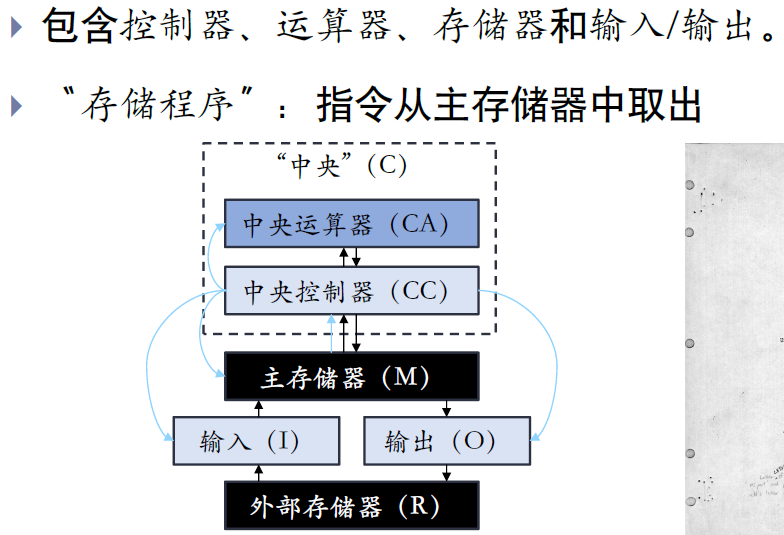 包含控制器、运算器、存储器和输入/输出。
“存储程序”：指令从主存储器中取出
“中央”(C)
中央运算器（CA）
中央控制器（CC）
主存储器（M）
输入（I）
输出（O）
外部存储器（R）